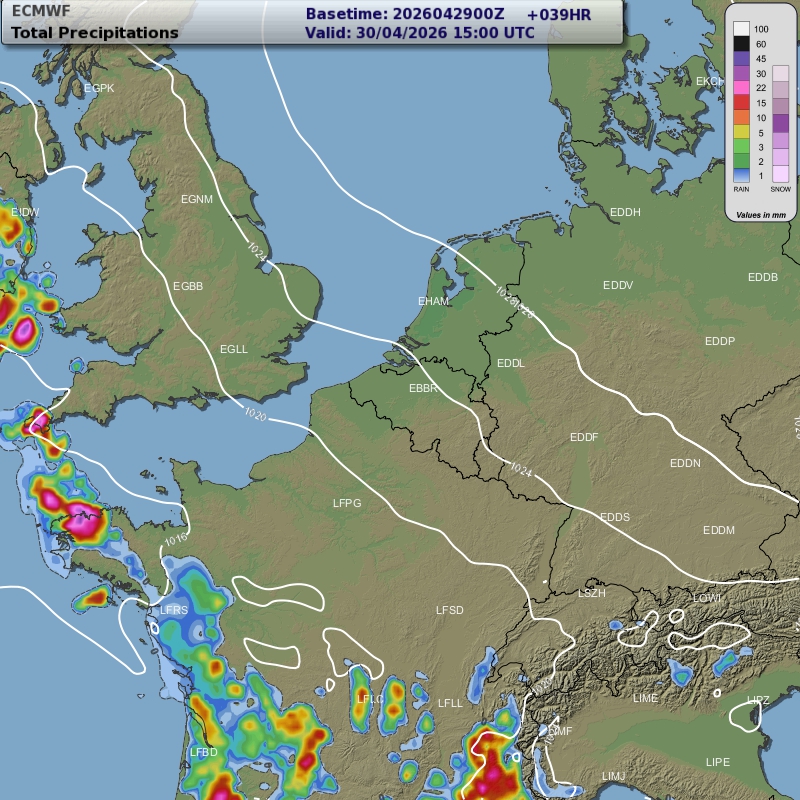 ECMWF
Basetime: 2026042900Z +039HR
Total Precipitations
Valid: 30/04/2026 15:00 UTC
100
60
45
30
22
15
10
5
3
2
1
RAIN
SNOW
Values in mm
EGPK
EKCH
EIDW
EGNM
EDDH
1024
EGBB
EDDV
EDDB
EHAM
1028
1028
EGLL
EDDP
EDDL
EBBR
1020
EDDF
EDDN
1024
LFPG
EDDS
EDDM
1016
LSZH
LOWI
LFRS
LFSD
LFLC
LFLL
LIME
LIPZ
LIMF
LFBD
LIPE
LIMJ